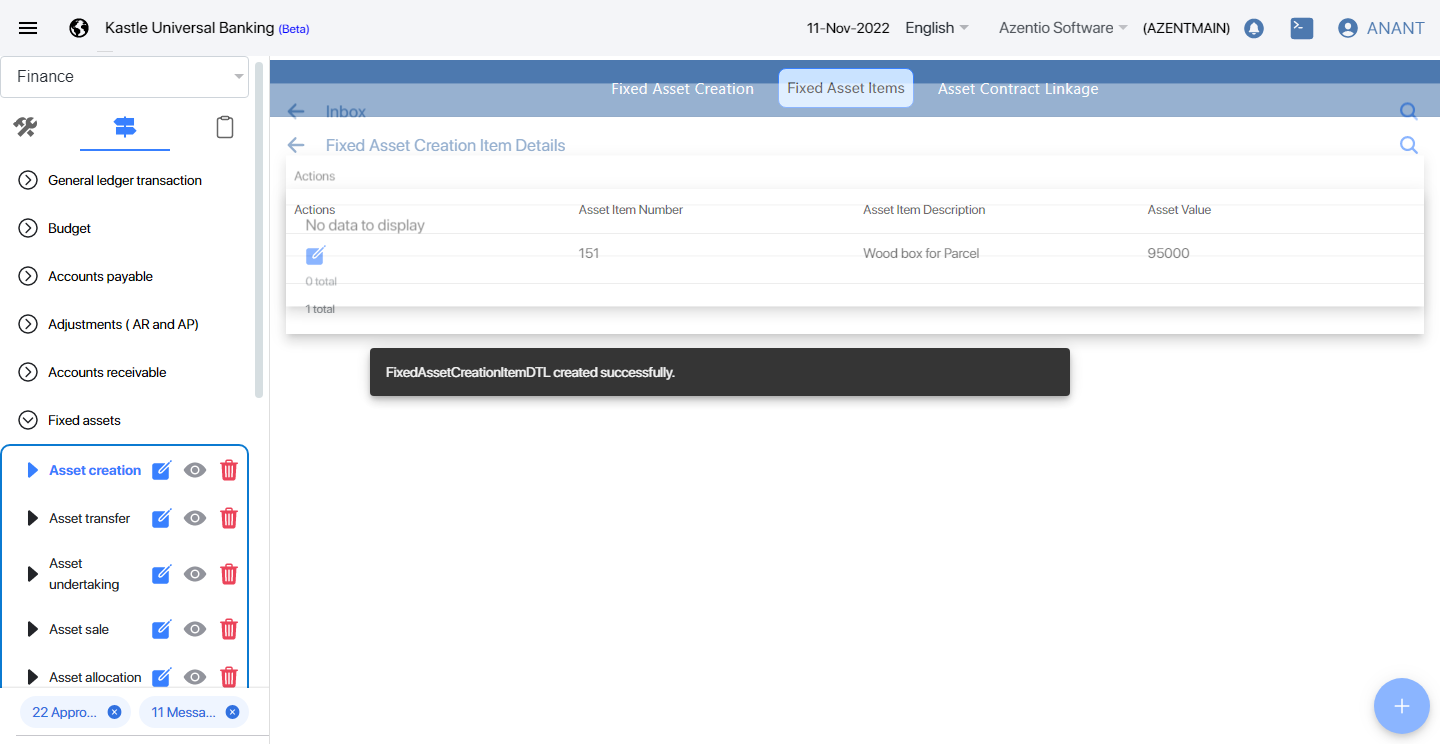 Kastle Universal Banking (Beta)
11-Nov-2022 English Azentio Software (AZENTMAIN) ANANT
Finance
General ledger transaction
Budget
Accounts payable
Adjustments ( AR and AP)
Accounts receivable
Fixed assets
Asset creation
Asset transfer
Asset
undertaking
Asset sale
Asset allocation
22 Appro...
11 Messa...
Fixed Asset Creation Fixed Asset Items Asset Contract Linkage
Inbox
Fixed Asset Creation Item Details
Actions
Actions Asset Item Number Asset Item Description Asset Value
No data to display
151 Wood box for Parcel 95000
0 total
1 total
FixedAssetCreationItemDTL created successfully.